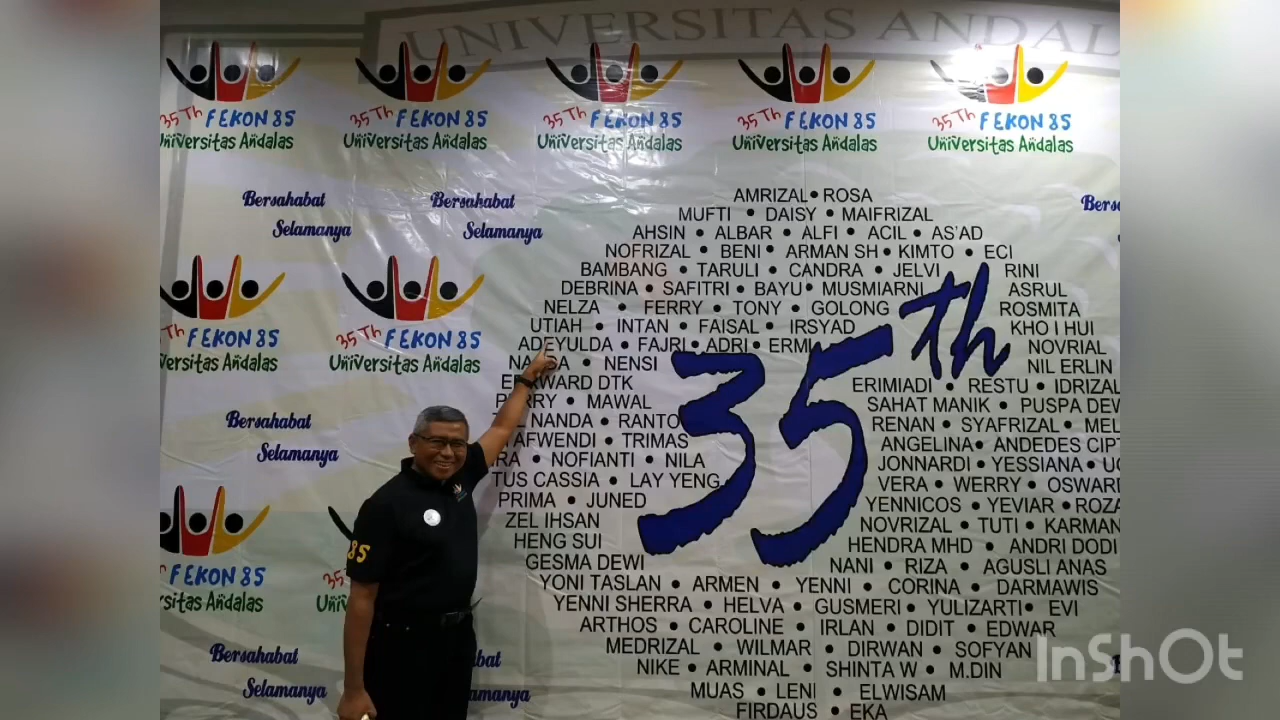 UNIVERSITAS ANDAL
35Th FEKON 85
Universitas Andalas
35Th FEKON 85
Universitas Andalas
35Th FEKON 85
Universitas Andalas
35Th FEKON 85
Universitas Andalas
35Th FEKON 85
Universitas Andalas
Bersahabat
Selamanya
Bersahabat
Selamanya
35Th FEKON 85
Universitas Andalas
FEKON 85
Universitas Andalas
Bersahabat
Selamanya
FEKON 85
Bersahabat
Selamanya
85
AMRIZAL • ROSA
MUFTI • DAISY • MAIFRIZAL
AHSIN • ALBAR • ALFI • ACIL • AS'AD
NOFRIZAL • BENI • ARMAN SH • KIMTO • ECI
BAMBANG • TARULI • CANDRA • JELVI RINI
DEBRINA • SAFITRI • BAYU • MUSMIARNI ASRUL
NELZA • FERRY • TONY • GOLONG ROSMITA
UTIAH • INTAN • FAISAL • IRSYAD KHO I HUI
ADEYULDA • FAJRI • ADRI • ERMI NOVRIAL
• NENSI NIL ERLIN
DTK ERIMIADI • RESTU • IDRIZAL
• MAWAL SAHAT MANIK • PUSPA
NANDA • RANTO RENAN • SYAFRIZAL •
AFWENDI • TRIMAS ANGELINA • ANDEDES
• NOFIANTI • NILA JONNARDI • YESSIANA •
TUS CASSIA • LAY YENG VERA • WERRY •
PRIMA • JUNED YENNICOS • YEVIAR •
ZEL IHSAN NOVRIZAL • TUTI • KARMAN
HENG SUI HENDRA MHD • ANDRI DODI
GESMA DEWI NANI • RIZA • AGUSLI ANAS
35th
YONI TASLAN • ARMEN • YENNI • CORINA • DARMAWIS
YENNI SHERRA • HELVA • GUSMERI • YULIZARTI • EVI
ARTHOS • CAROLINE • IRLAN • DIDIT • EDWAR
MEDRIZAL • WILMAR • DIRWAN • SOFYAN
NIKE • ARMINAL • SHINTA W • M.DIN
MUAS • LENI • ELWISAM
FIRDAUS • EKA
InShOt